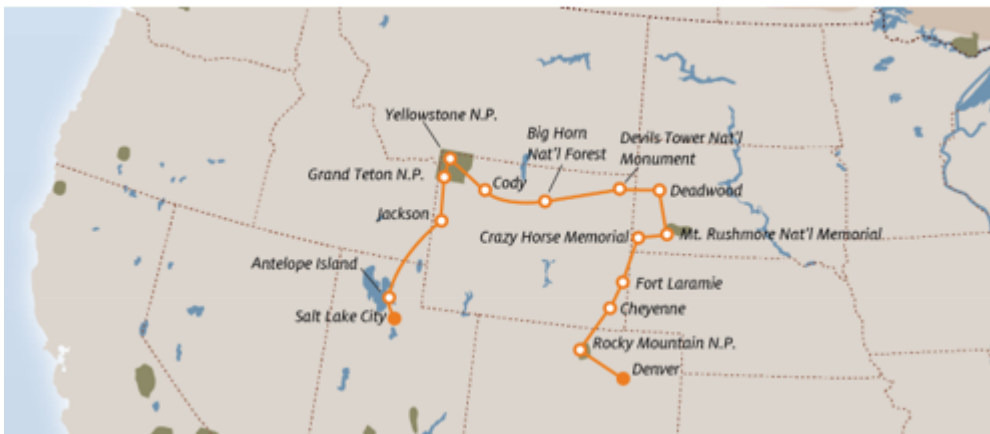 Yellowstone N.P.
Big Horn
Nat'l Forest
Devils Tower Nat'l
Monument
Grand Teton N.P.
Cody
Deadwood
Jackson
Crazy Horse Memorial
Mt. Rushmore Nat'l Memorial
Antelope Island
Fort Laramie
Cheyenne
Salt Lake City
Rocky Mountain N.P.
Denver